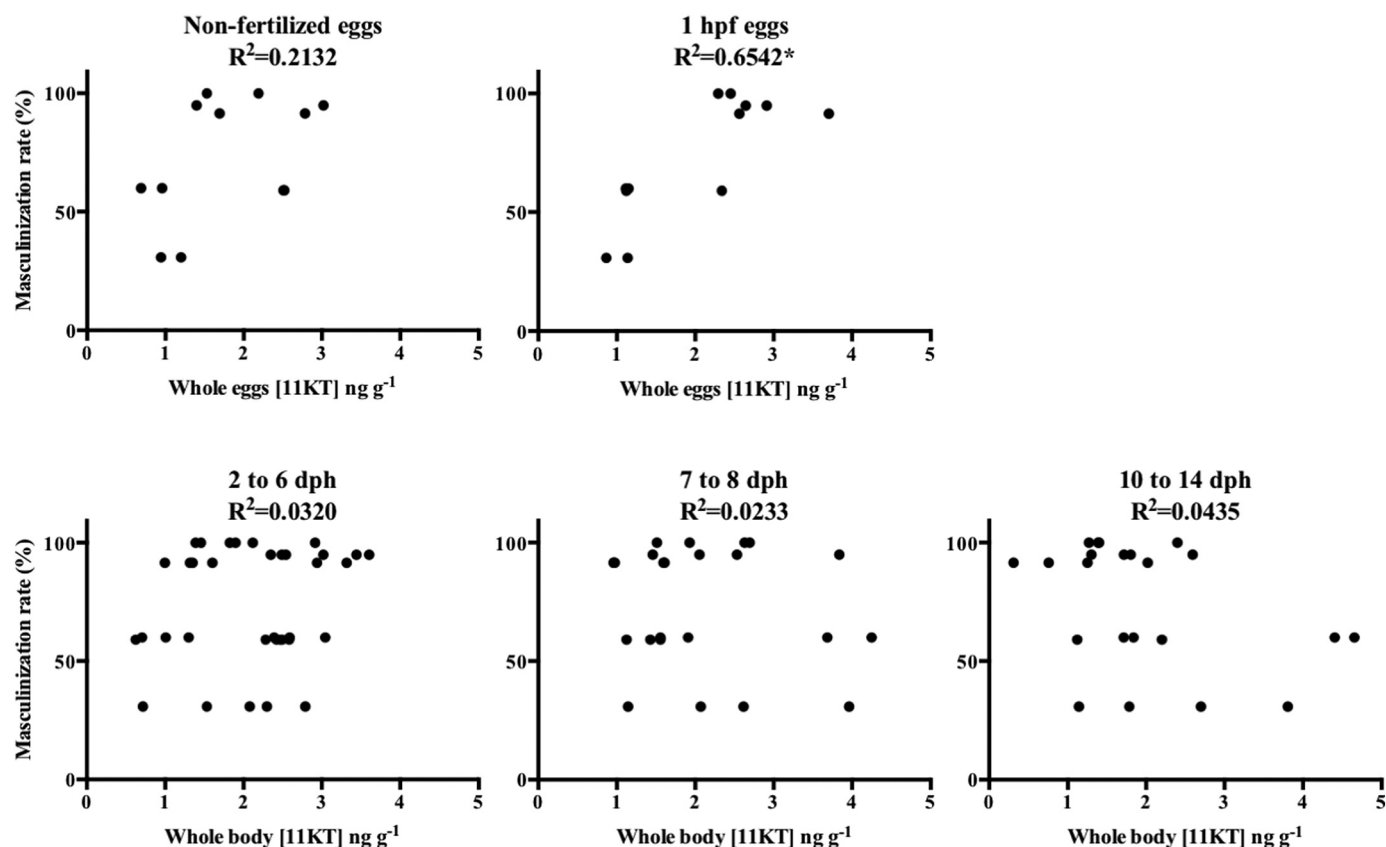 Non-fertilized eggs
R²=0.2132
Masculinization rate (%)
100
50
0
0 1 2 3 4 5
Whole eggs [11KT] ng g⁻¹
1 hpf eggs
R²=0.6542*
100
50
0
0 1 2 3 4 5
Whole eggs [11KT] ng g⁻¹
2 to 6 dph
R²=0.0320
Masculinization rate (%)
100
50
0
0 1 2 3 4 5
Whole body [11KT] ng g⁻¹
7 to 8 dph
R²=0.0233
100
50
0
0 1 2 3 4 5
Whole body [11KT] ng g⁻¹
10 to 14 dph
R²=0.0435
100
50
0
0 1 2 3 4 5
Whole body [11KT] ng g⁻¹